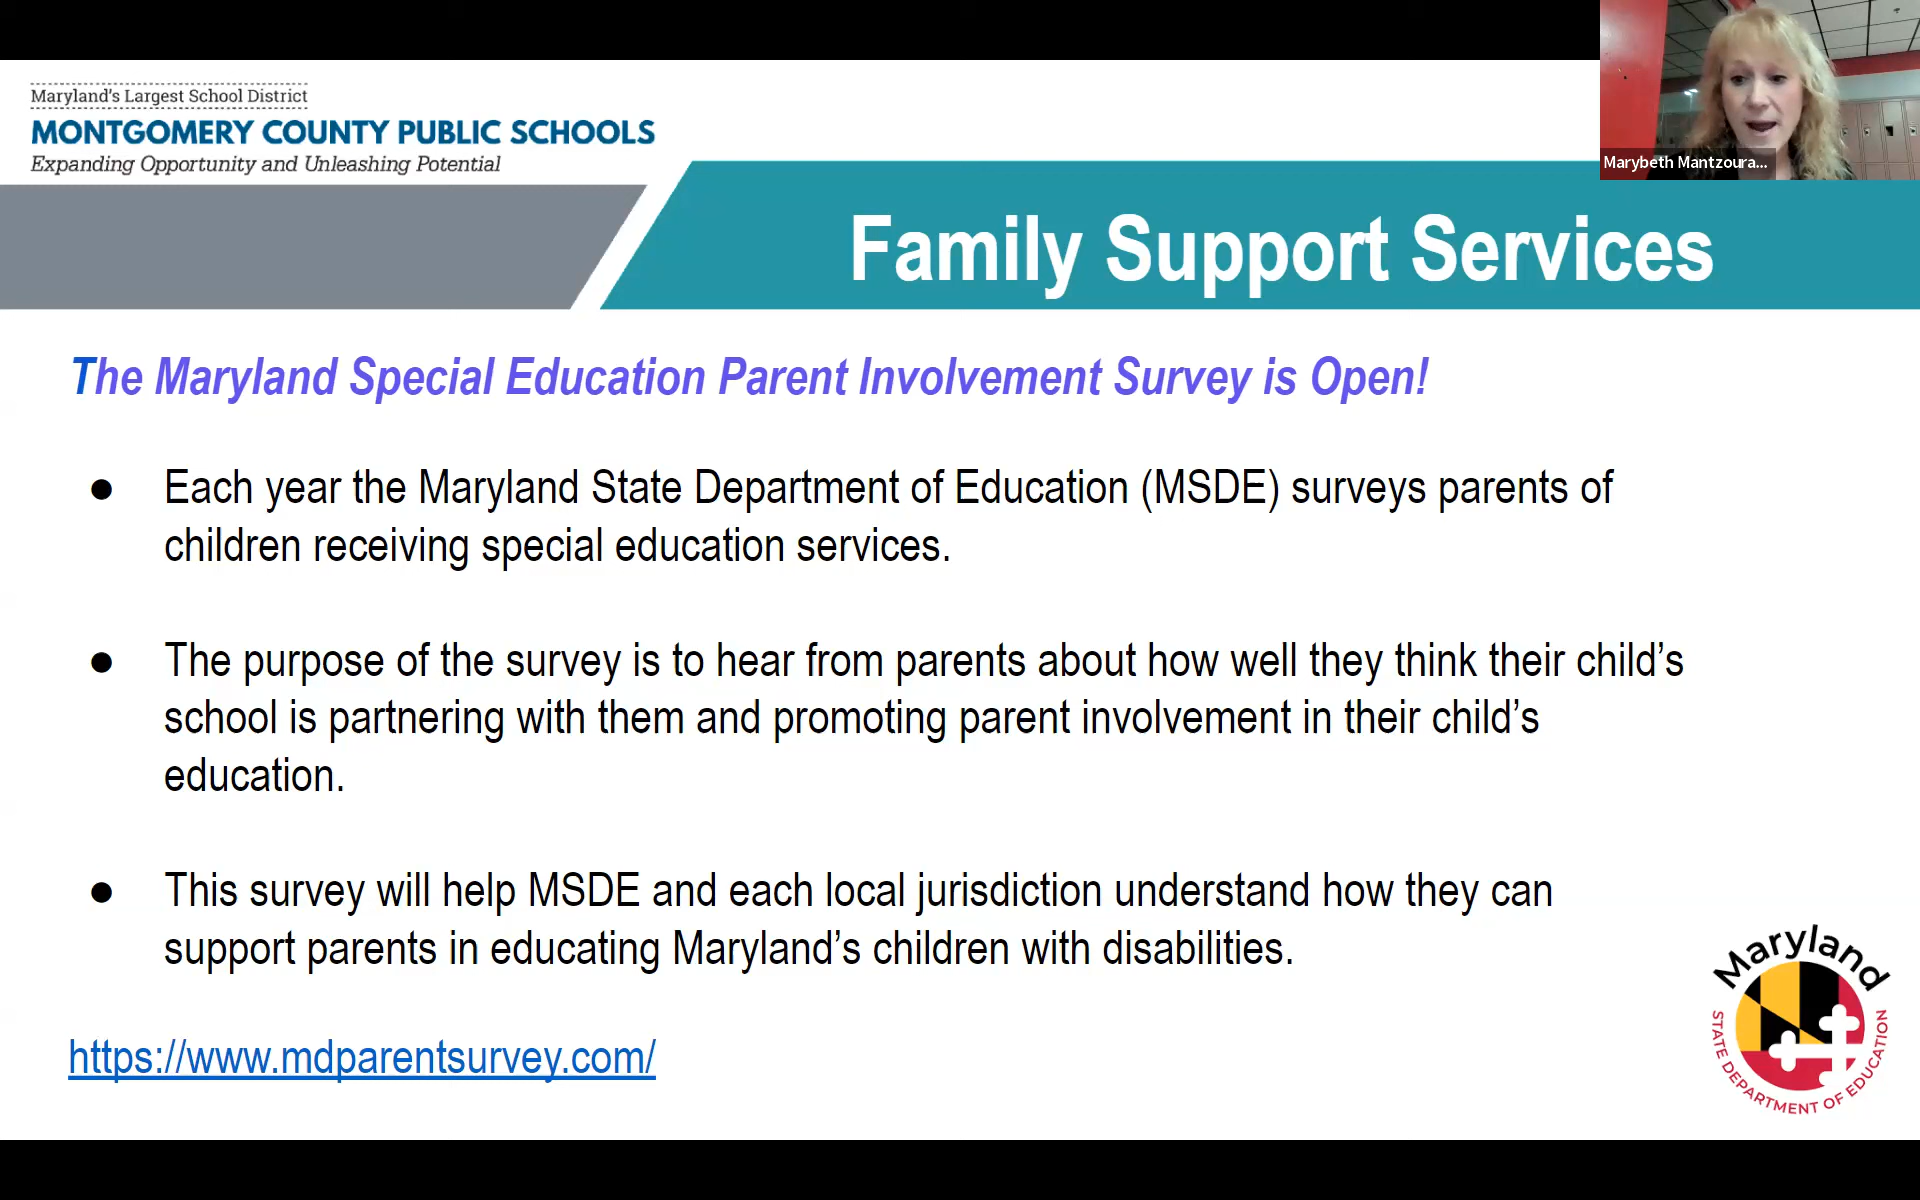 Maryland's Largest School District
MONTGOMERY COUNTY PUBLIC SCHOOLS
Expanding Opportunity and Unleashing Potential
Marybeth Mantzoura...
Family Support Services
The Maryland Special Education Parent Involvement Survey is Open!
● Each year the Maryland State Department of Education (MSDE) surveys parents of
children receiving special education services.
● The purpose of the survey is to hear from parents about how well they think their child’s
school is partnering with them and promoting parent involvement in their child’s
education.
● This survey will help MSDE and each local jurisdiction understand how they can
support parents in educating Maryland’s children with disabilities.
https://www.mdparentsurvey.com/
Maryland
STATE DEPARTMENT OF EDUCATION